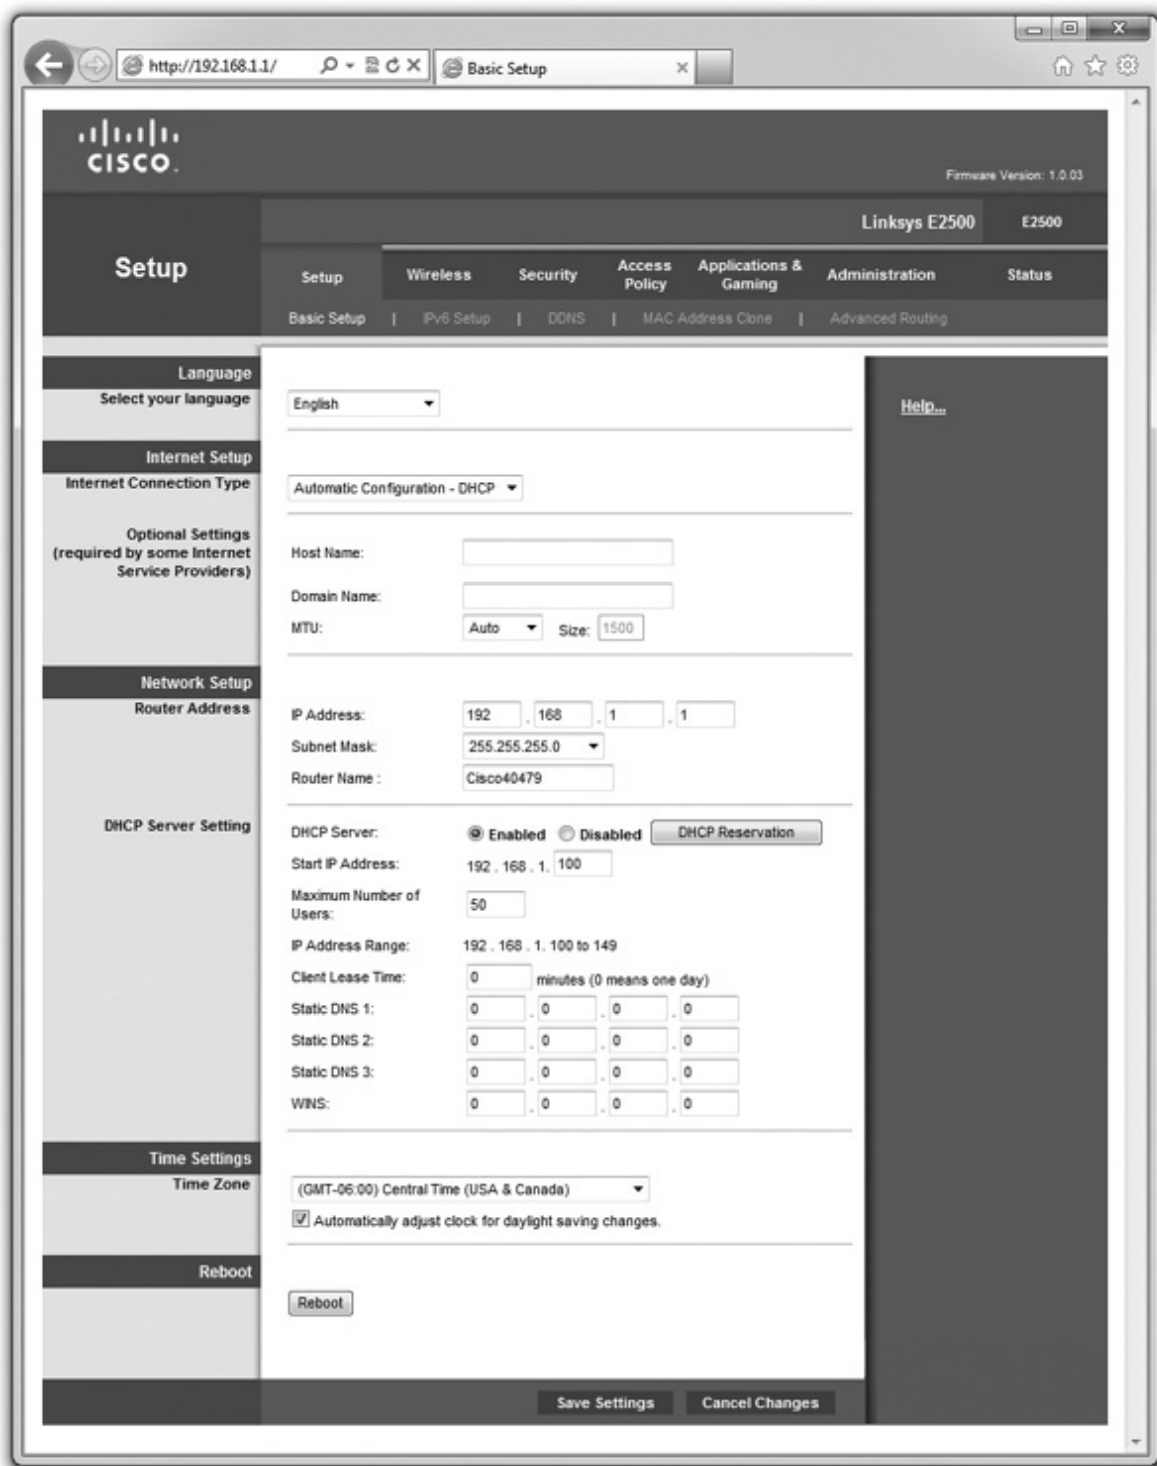 http://192.168.1.1/
Basic Setup
CISCO.
Firmware Version: 1.0.03
Linksys E2500 E2500
Setup
Setup Wireless Security Access Policy Applications & Gaming Administration Status
Basic Setup | IPv6 Setup | DDNS | MAC Address Clone | Advanced Routing
Language
Select your language English
Help...
Internet Setup
Internet Connection Type Automatic Configuration - DHCP
Optional Settings
(required by some Internet
Service Providers)
Host Name:
Domain Name:
MTU: Auto Size: 1500
Network Setup
Router Address
IP Address: 192 . 168 . 1 . 1
Subnet Mask: 255.255.255.0
Router Name : Cisco40479
DHCP Server Setting
DHCP Server: Enabled Disabled DHCP Reservation
Start IP Address: 192 . 168 . 1. 100
Maximum Number of
Users: 50
IP Address Range: 192 . 168 . 1. 100 to 149
Client Lease Time: 0 minutes (0 means one day)
Static DNS 1: 0 . 0 . 0 . 0
Static DNS 2: 0 . 0 . 0 . 0
Static DNS 3: 0 . 0 . 0 . 0
WINS: 0 . 0 . 0 . 0
Time Settings
Time Zone
(GMT-06:00) Central Time (USA & Canada)
Automatically adjust clock for daylight saving changes.
Reboot
Reboot
Save Settings Cancel Changes